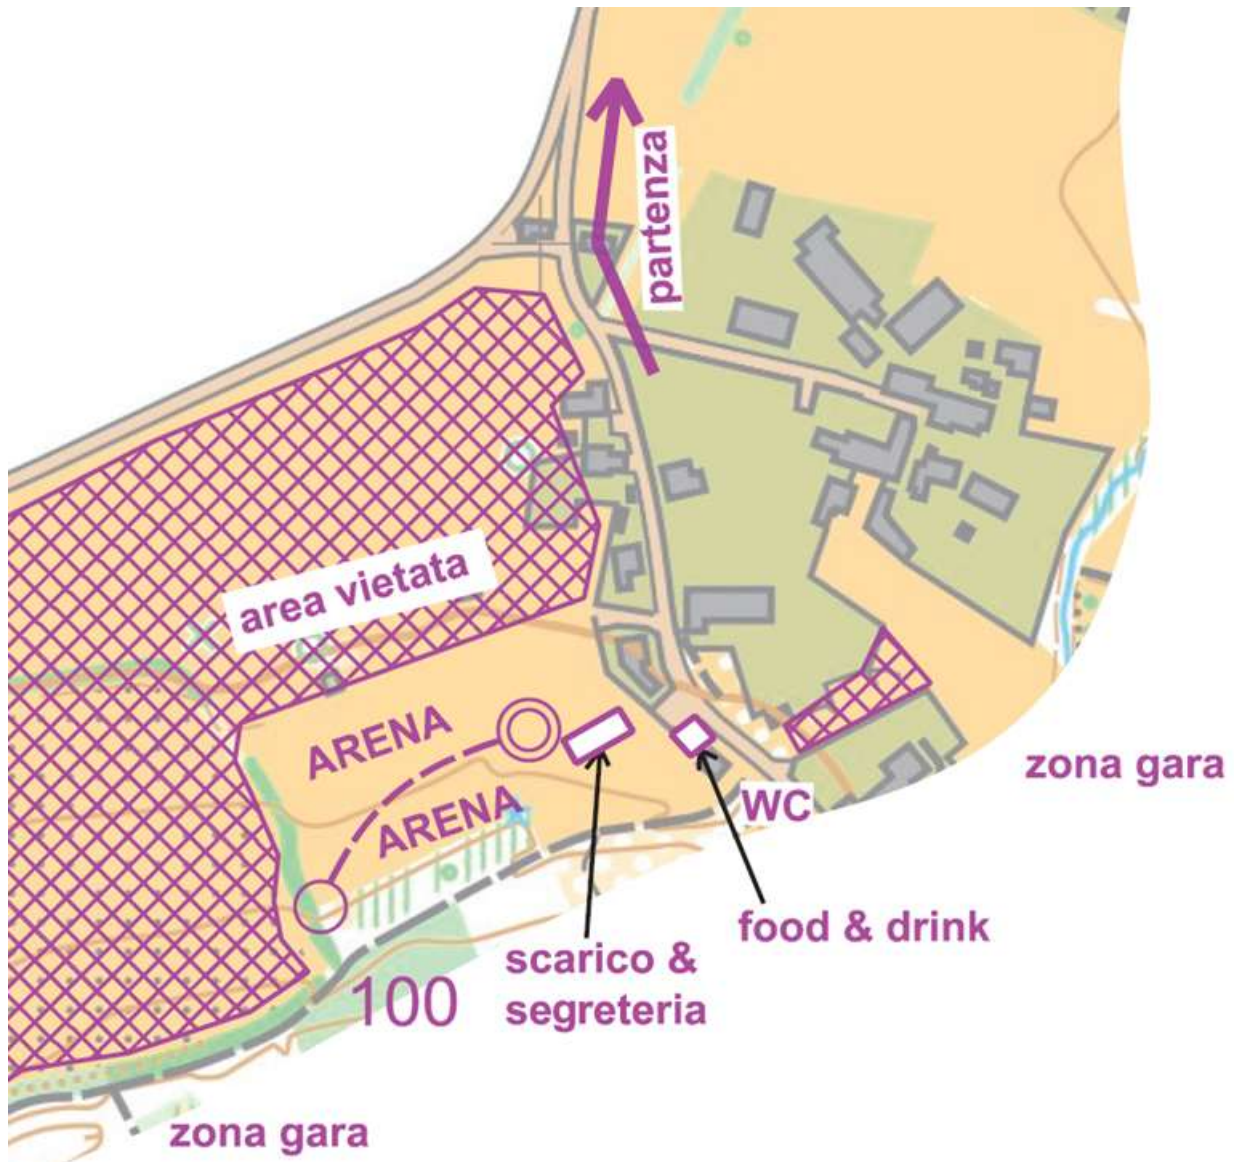 partenza
area vietata
ARENA
ARENA
zona gara
WC
food & drink
scarico &
segreteria
100
zona gara